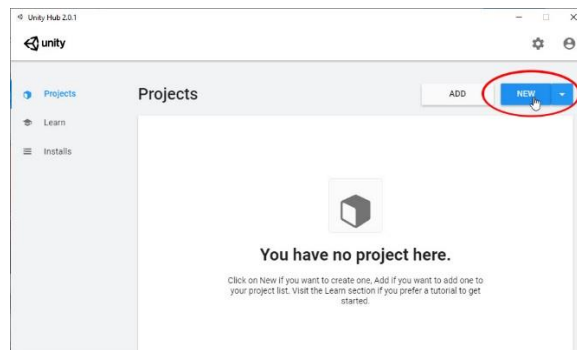 Unity Hub 2.0.1
unity
Projects
Learn
Installs
Projects
ADD
NEW
You have no project here.
Click on New if you want to create one, Add if you want to add one to
your project list. Visit the Learn section if you prefer a tutorial to get
started.